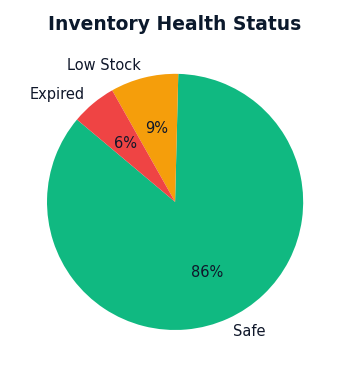 Inventory Health Status
Low Stock
Expired
9%
6%
86%
Safe